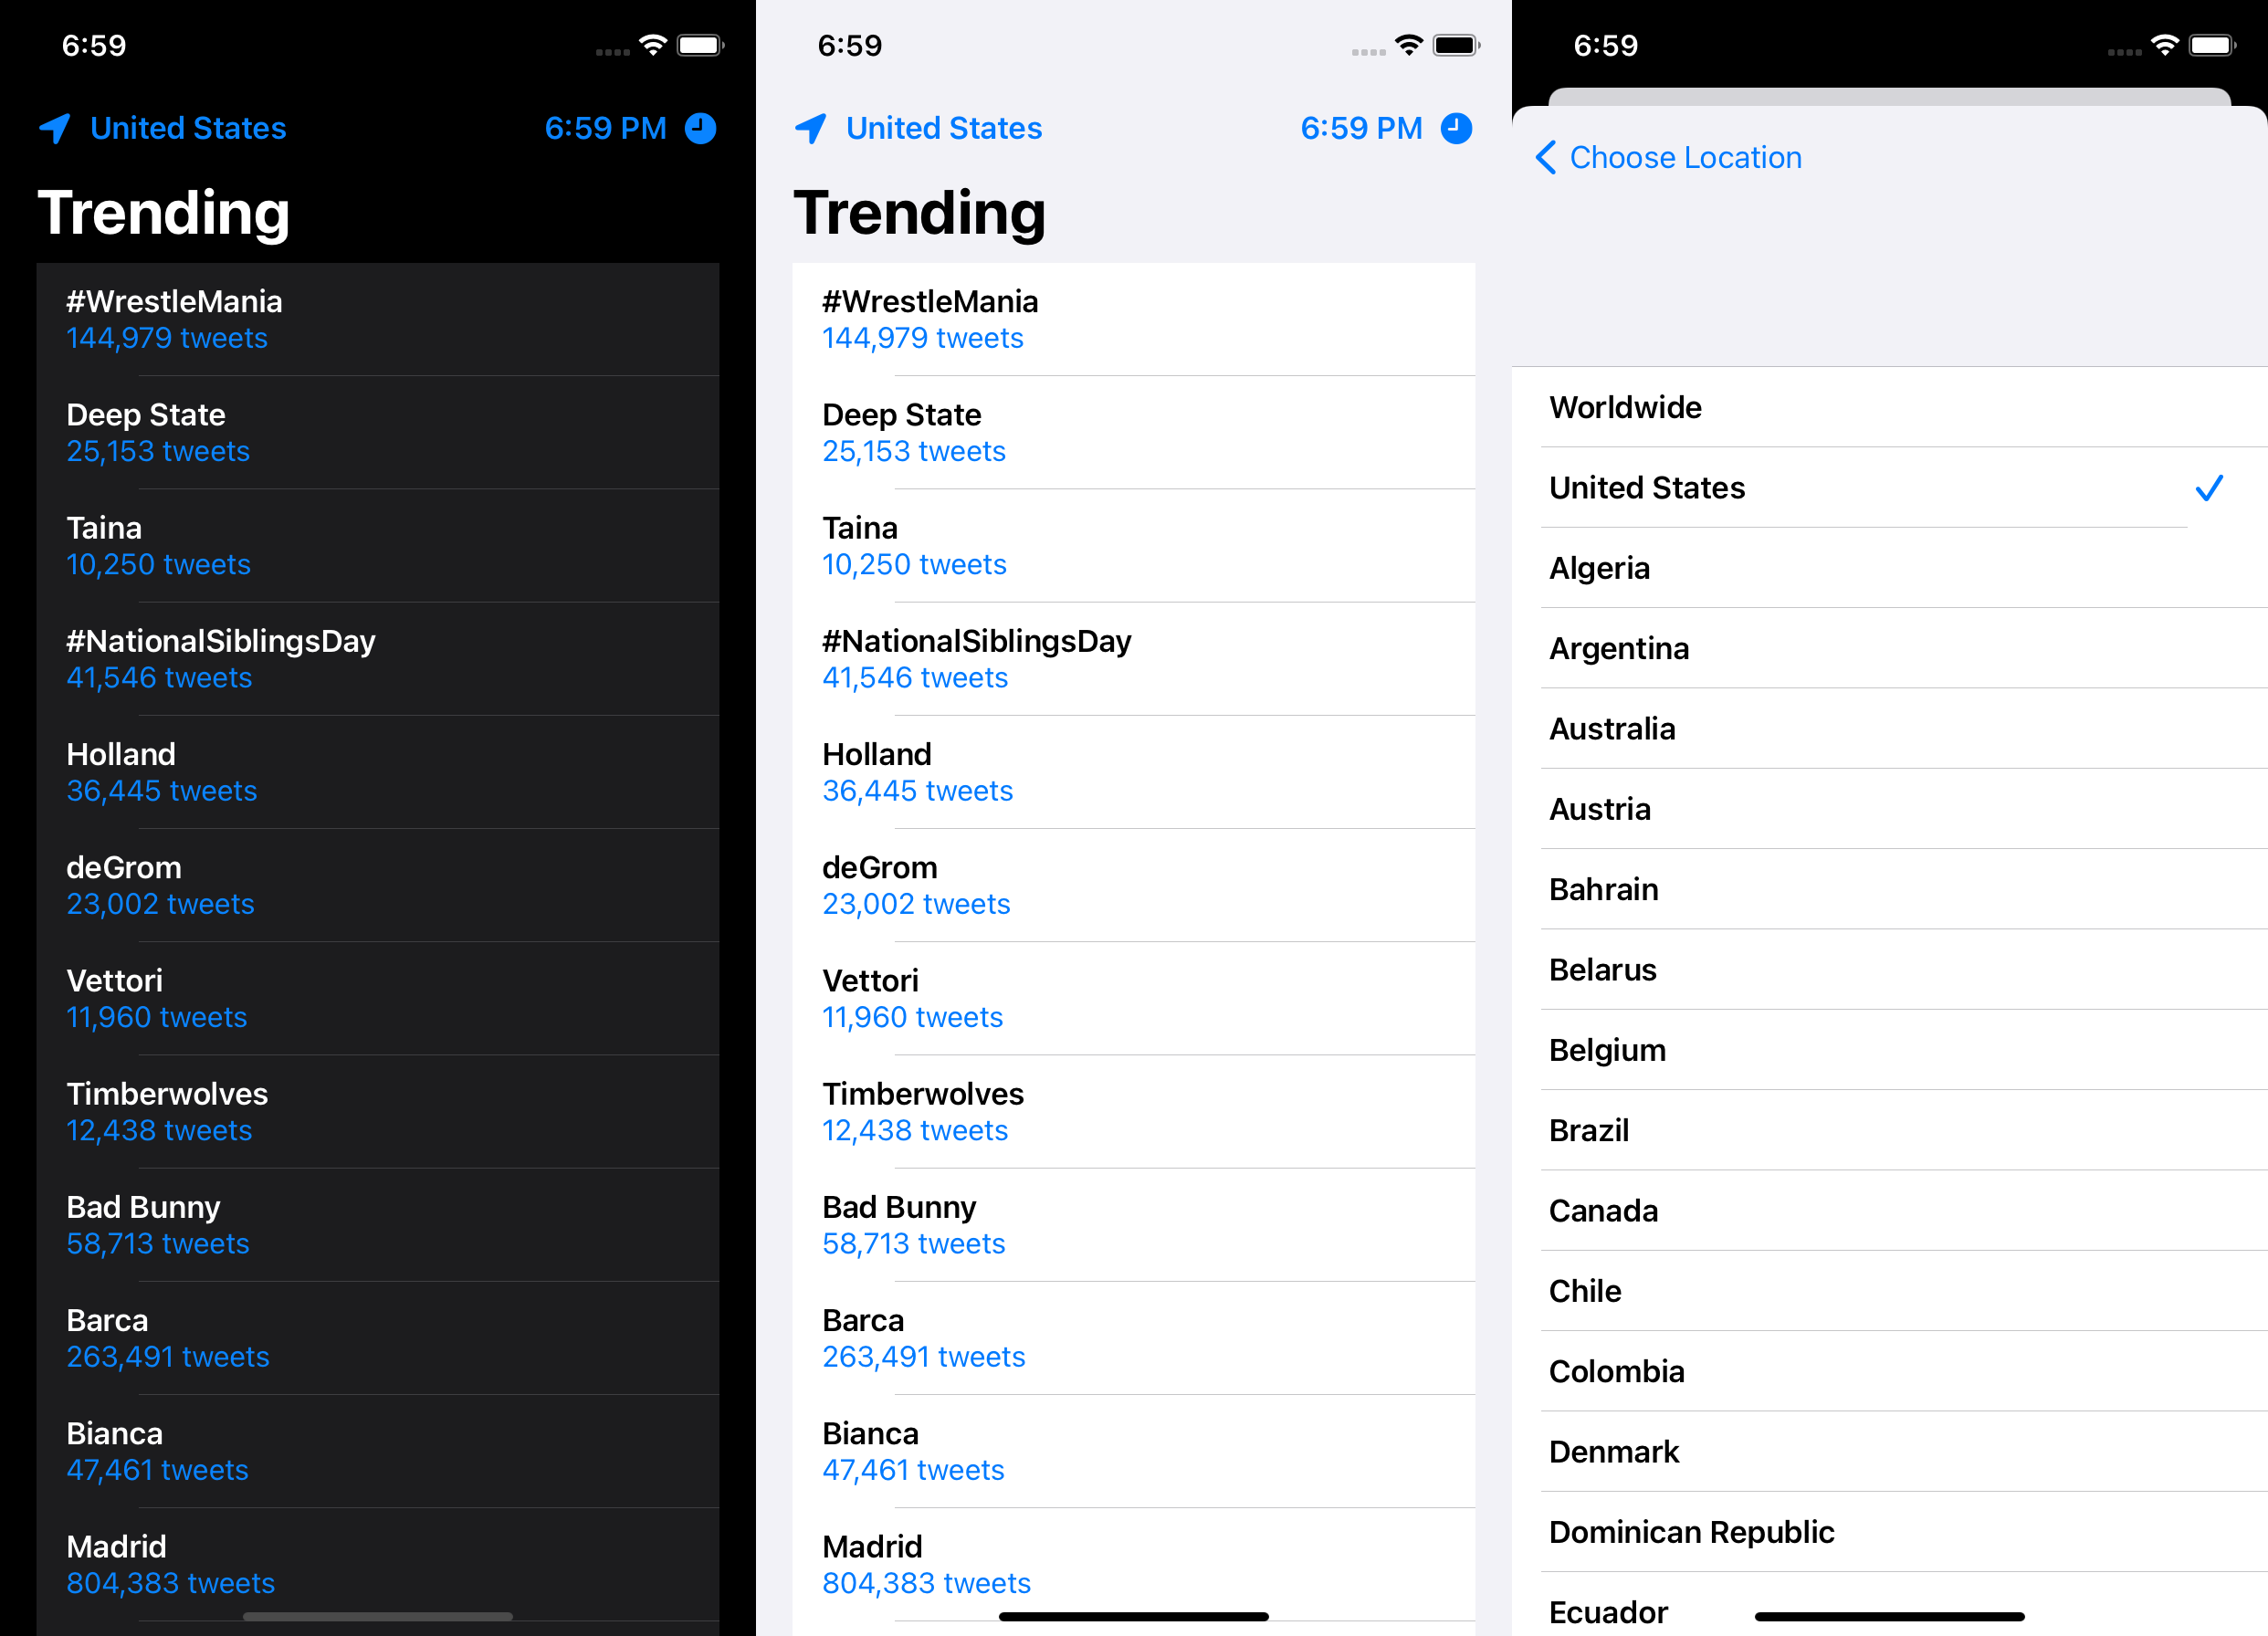 6:59
United States 6:59 PM
Trending
#WrestleMania
144,979 tweets
Deep State
25,153 tweets
Taina
10,250 tweets
#NationalSiblingsDay
41,546 tweets
Holland
36,445 tweets
deGrom
23,002 tweets
Vettori
11,960 tweets
Timberwolves
12,438 tweets
Bad Bunny
58,713 tweets
Barca
263,491 tweets
Bianca
47,461 tweets
Madrid
804,383 tweets
6:59
United States 6:59 PM
Trending
#WrestleMania
144,979 tweets
Deep State
25,153 tweets
Taina
10,250 tweets
#NationalSiblingsDay
41,546 tweets
Holland
36,445 tweets
deGrom
23,002 tweets
Vettori
11,960 tweets
Timberwolves
12,438 tweets
Bad Bunny
58,713 tweets
Barca
263,491 tweets
Bianca
47,461 tweets
Madrid
804,383 tweets
6:59
Choose Location
Worldwide
United States
Algeria
Argentina
Australia
Austria
Bahrain
Belarus
Belgium
Brazil
Canada
Chile
Colombia
Denmark
Dominican Republic
Ecuador